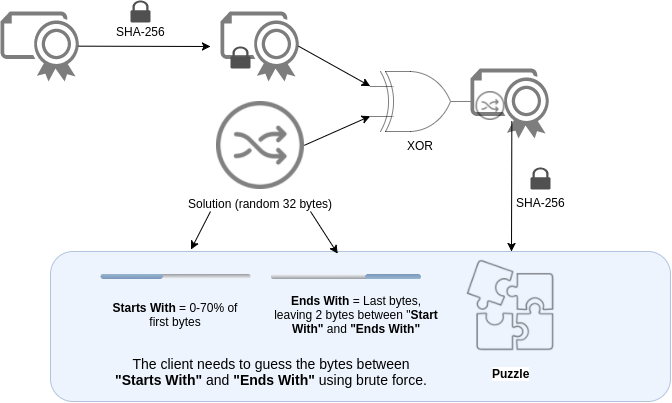 SHA-256
XOR
Solution (random 32 bytes)
SHA-256
Starts With = 0-70% of
first bytes
Ends With = Last bytes,
leaving 2 bytes between "Start
With" and "Ends With"
The client needs to guess the bytes between
"Starts With" and "Ends With" using brute force.
Puzzle